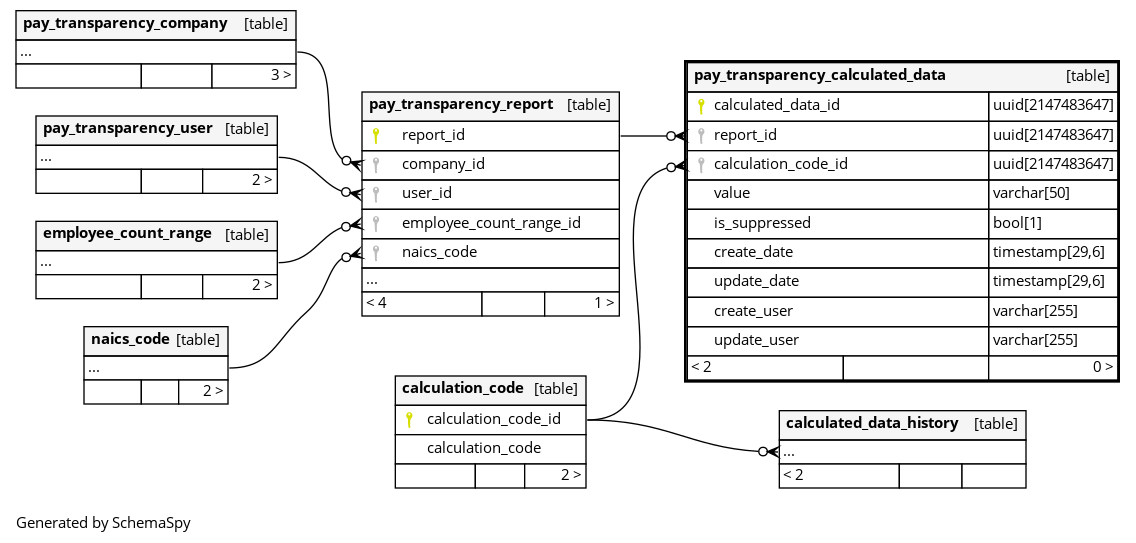 pay_transparency_company [table]
...
3 >
pay_transparency_user [table]
...
2 >
employee_count_range [table]
...
2 >
naics_code [table]
...
2 >
pay_transparency_report [table]
report_id
company_id
user_id
employee_count_range_id
naics_code
...
< 4 1 >
calculation_code [table]
calculation_code_id
calculation_code
2 >
pay_transparency_calculated_data [table]
calculated_data_id uuid[2147483647]
report_id uuid[2147483647]
calculation_code_id uuid[2147483647]
value varchar[50]
is_suppressed bool[1]
create_date timestamp[29,6]
update_date timestamp[29,6]
create_user varchar[255]
update_user varchar[255]
< 2 0 >
calculated_data_history [table]
...
< 2
Generated by SchemaSpy